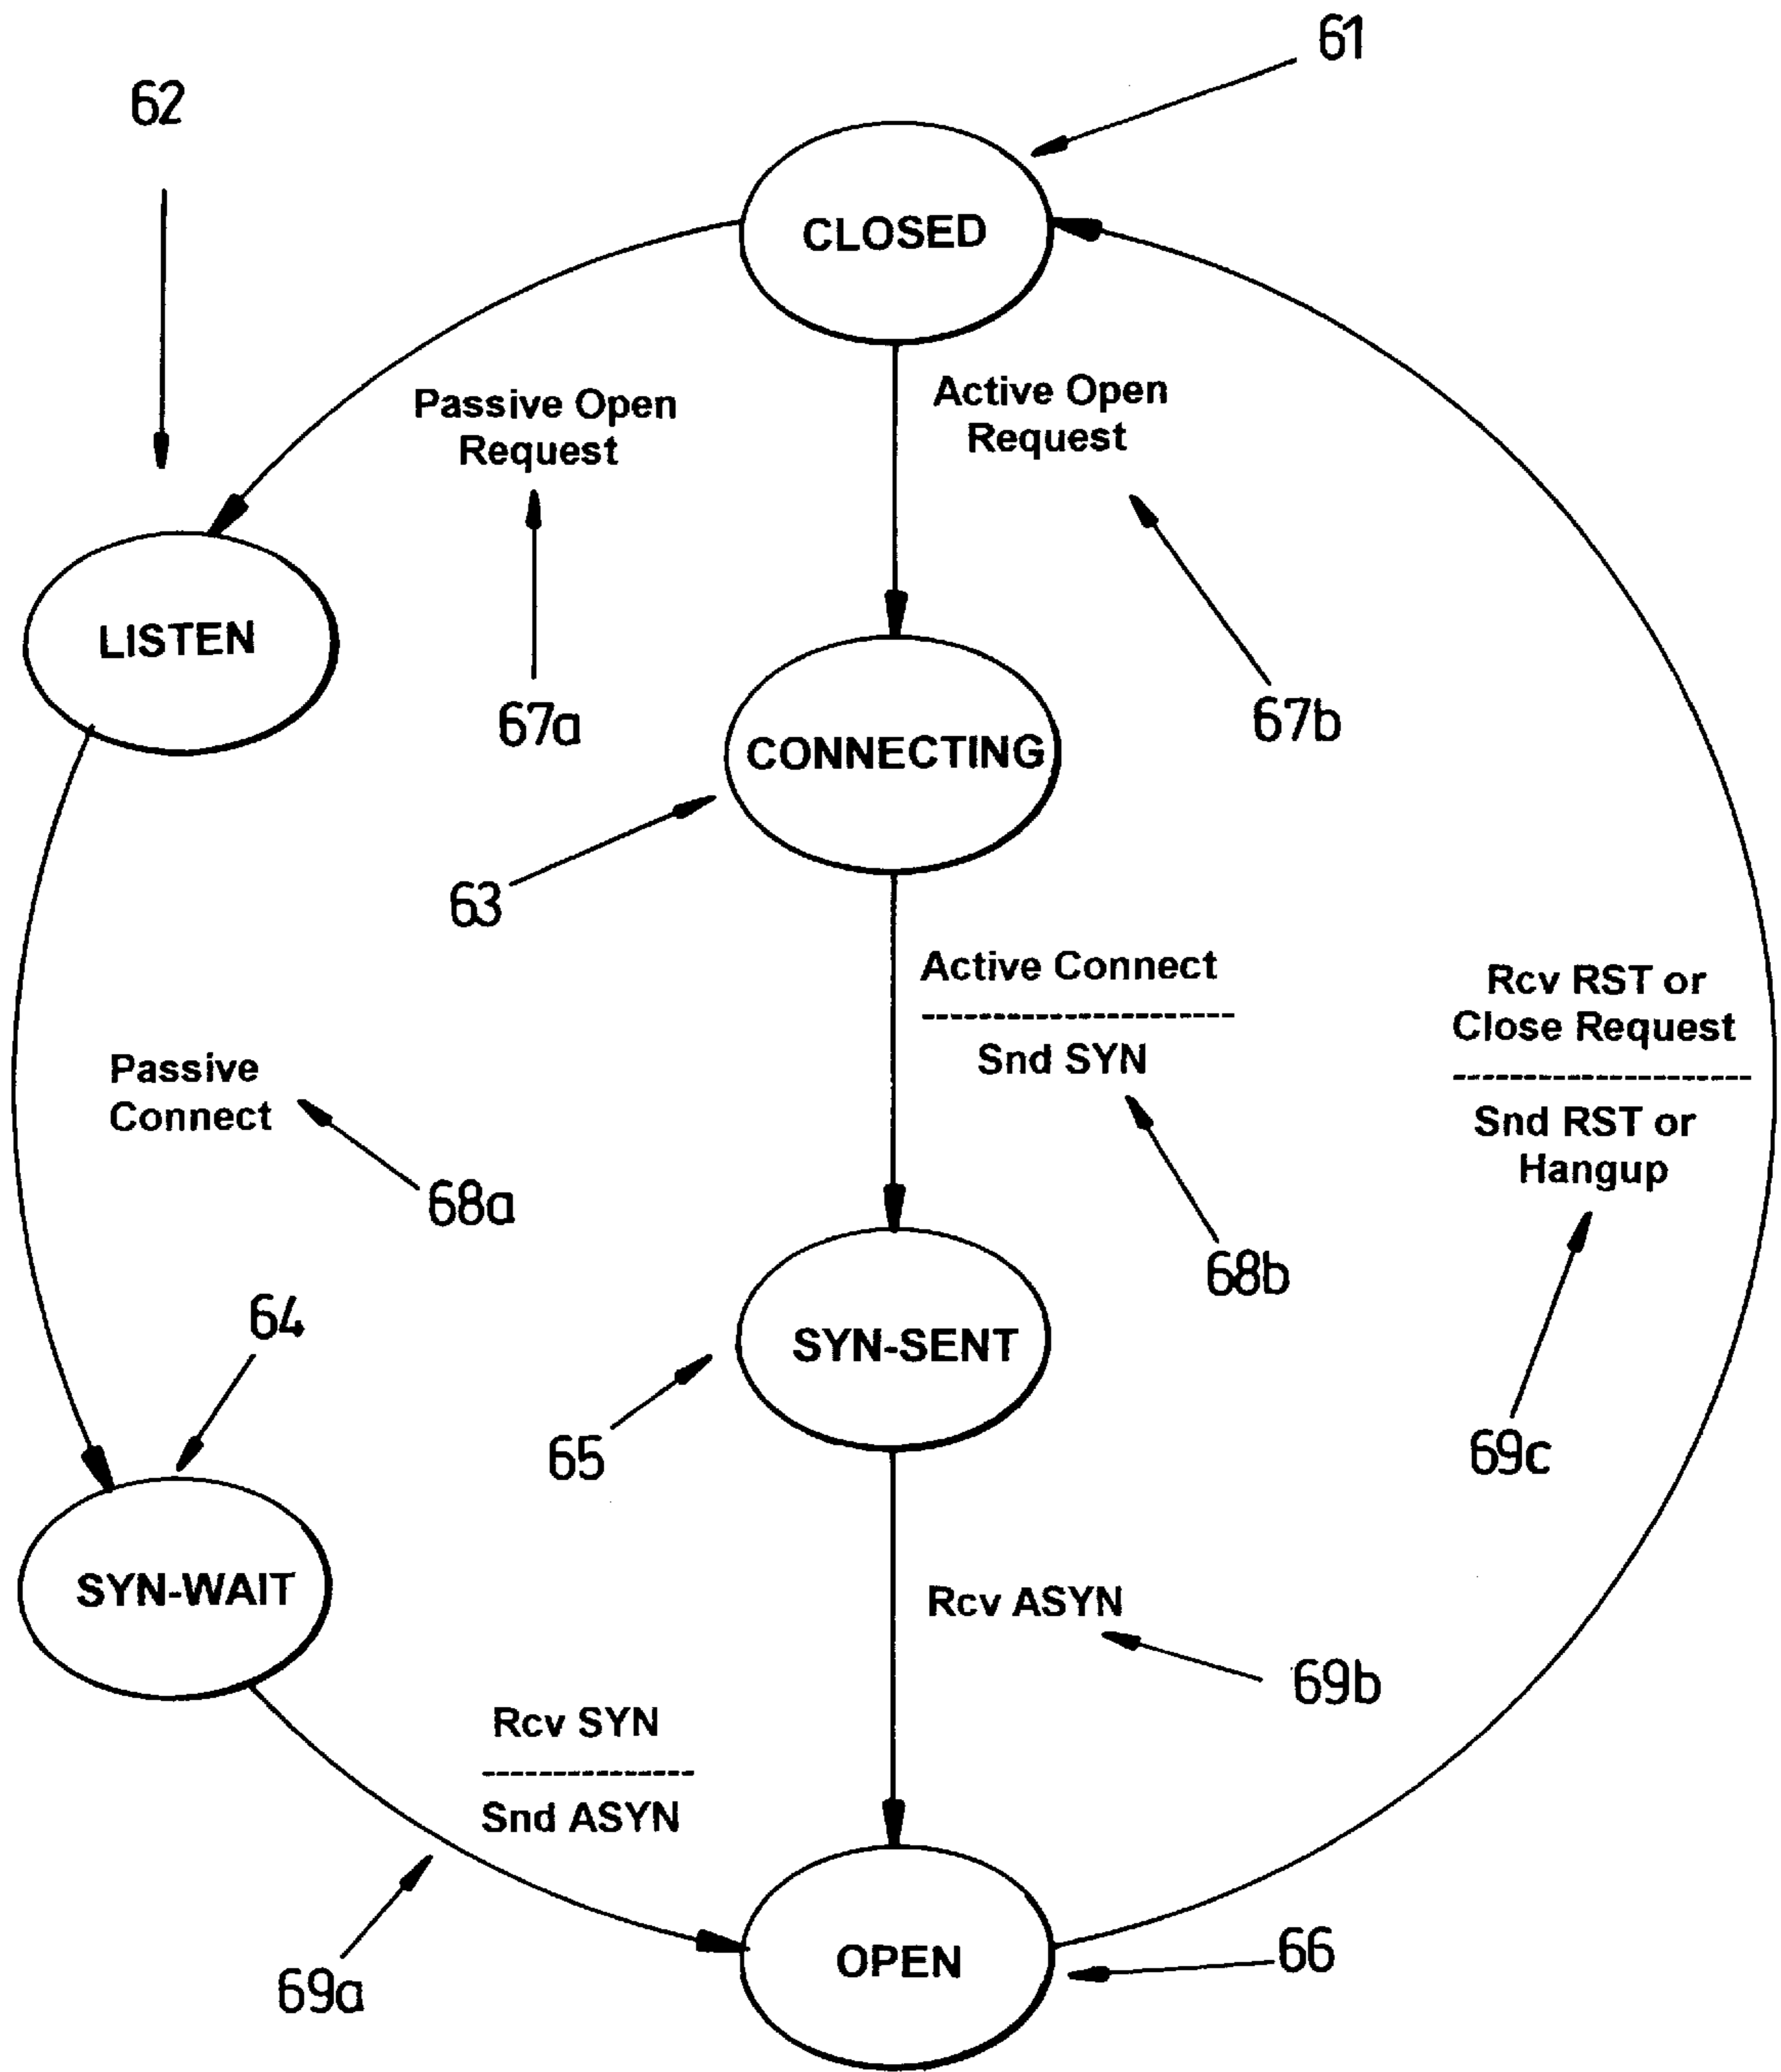 61
62
CLOSED
Passive Open
Request
Active Open
Request
LISTEN
67a
67b
CONNECTING
63
Active Connect
Snd SYN
Rcv RST or
Close Request
Snd RST or
Hangup
Passive
Connect
68a
68b
64
SYN-SENT
65
69c
SYN-WAIT
Rcv ASYN
69b
Rcv SYN
Snd ASYN
OPEN
66
69a